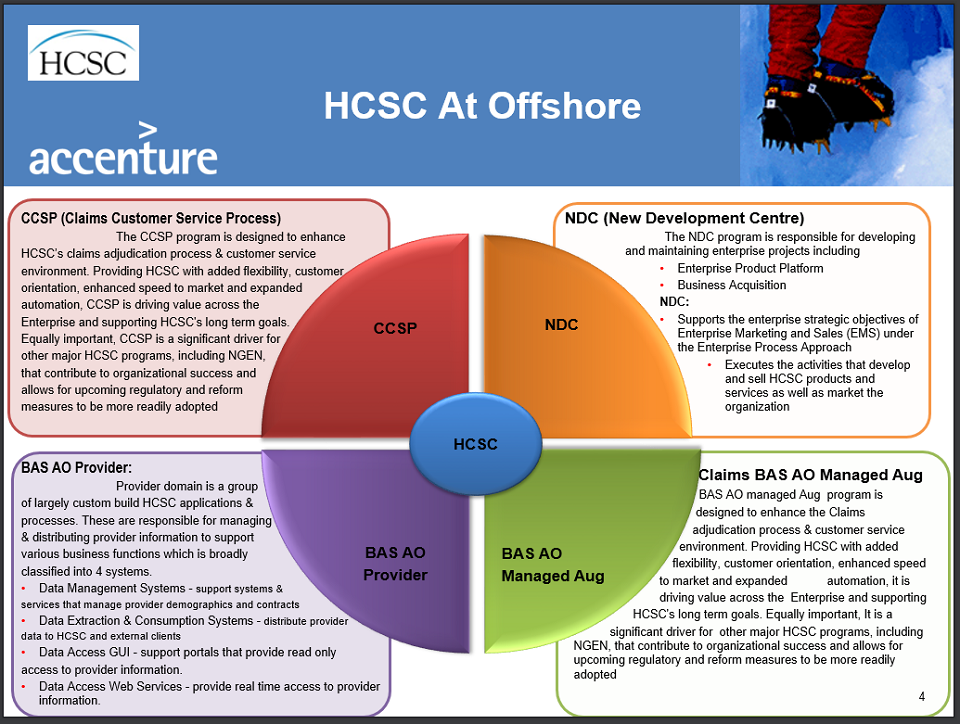 HCSC
HCSC At Offshore
>
accenture
CCSP (Claims Customer Service Process)
The CCSP program is designed to enhance
HCSC's claims adjudication process & customer service
environment. Providing HCSC with added flexibility, customer
orientation, enhanced speed to market and expanded
automation, CCSP is driving value across the
Enterprise and supporting HCSC's long term goals.
Equally important, CCSP is a significant driver for
other major HCSC programs, including NGEN,
that contribute to organizational success and
allows for upcoming regulatory and reform
measures to be more readily adopted
NDC (New Development Centre)
The NDC program is responsible for developing
and maintaining enterprise projects including
• Enterprise Product Platform
• Business Acquisition
NDC:
• Supports the enterprise strategic objectives of
Enterprise Marketing and Sales (EMS) under
the Enterprise Process Approach
• Executes the activities that develop
and sell HCSC products and
services as well as market the
organization
CCSP
NDC
HCSC
BAS AO
Provider
BAS AO
Managed Aug
BAS AO Provider:
Provider domain is a group
of largely custom build HCSC applications &
processes. These are responsible for managing
& distributing provider information to support
various business functions which is broadly
classified into 4 systems.
• Data Management Systems - support systems &
services that manage provider demographics and contracts
• Data Extraction & Consumption Systems - distribute provider
data to HCSC and external clients
• Data Access GUI - support portals that provide read only
access to provider information.
• Data Access Web Services - provide real time access to provider
information.
Claims BAS AO Managed Aug
BAS AO managed Aug program is
designed to enhance the Claims
adjudication process & customer service
environment. Providing HCSC with added
flexibility, customer orientation, enhanced speed
to market and expanded automation, it is
driving value across the Enterprise and supporting
HCSC's long term goals. Equally important, It is a
significant driver for other major HCSC programs, including
NGEN, that contribute to organizational success and allows for
upcoming regulatory and reform measures to be more readily
adopted
4